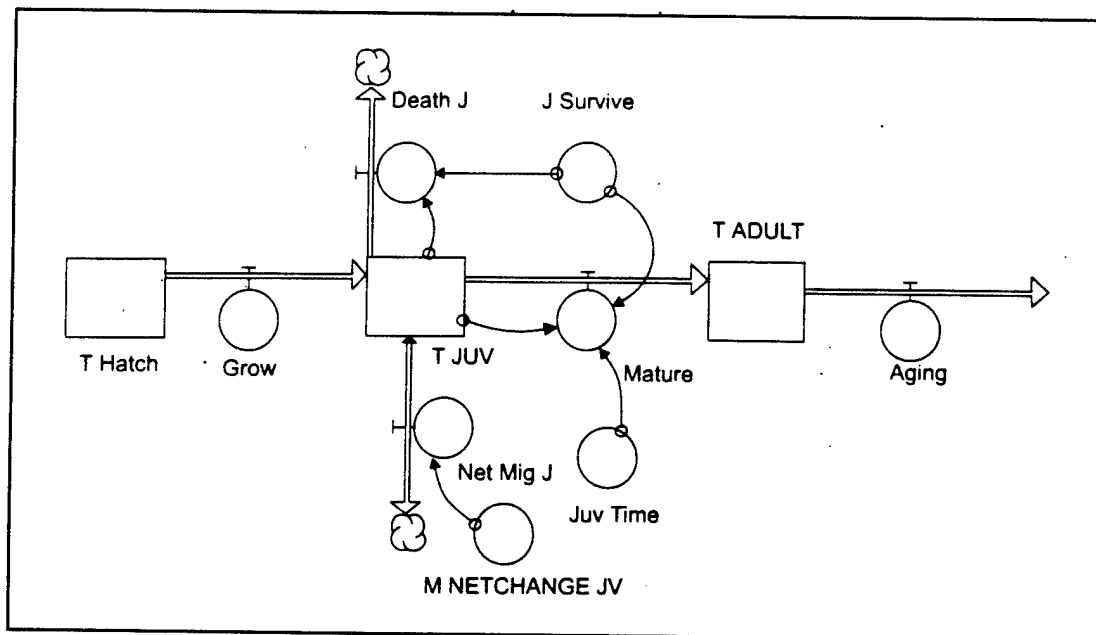 Death J
J Survive
T ADULT
T Hatch
Grow
T JUV
Mature
Aging
Net Mig J
Juv Time
M NETCHANGE JV